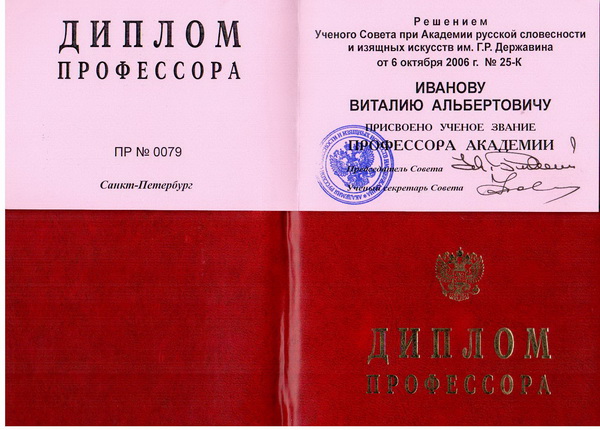 ДИПЛОМ
ПРОФЕССОРА
ПР № 0079
Санкт-Петербург
Решением
Ученого Совета при Академии русской словесности
и изящных искусств им. Г.Р. Державина
от 6 октября 2006 г. № 25-К
ИВАНОВУ
ВИТАЛИЮ АЛЬБЕРТОВИЧУ
ПРИСВОЕНО УЧЕНОЕ ЗВАНИЕ
ПРОФЕССОРА АКАДЕМИИ
Председатель Совета
Ученый секретарь Совета
ДИПЛОМ
ПРОФЕССОРА